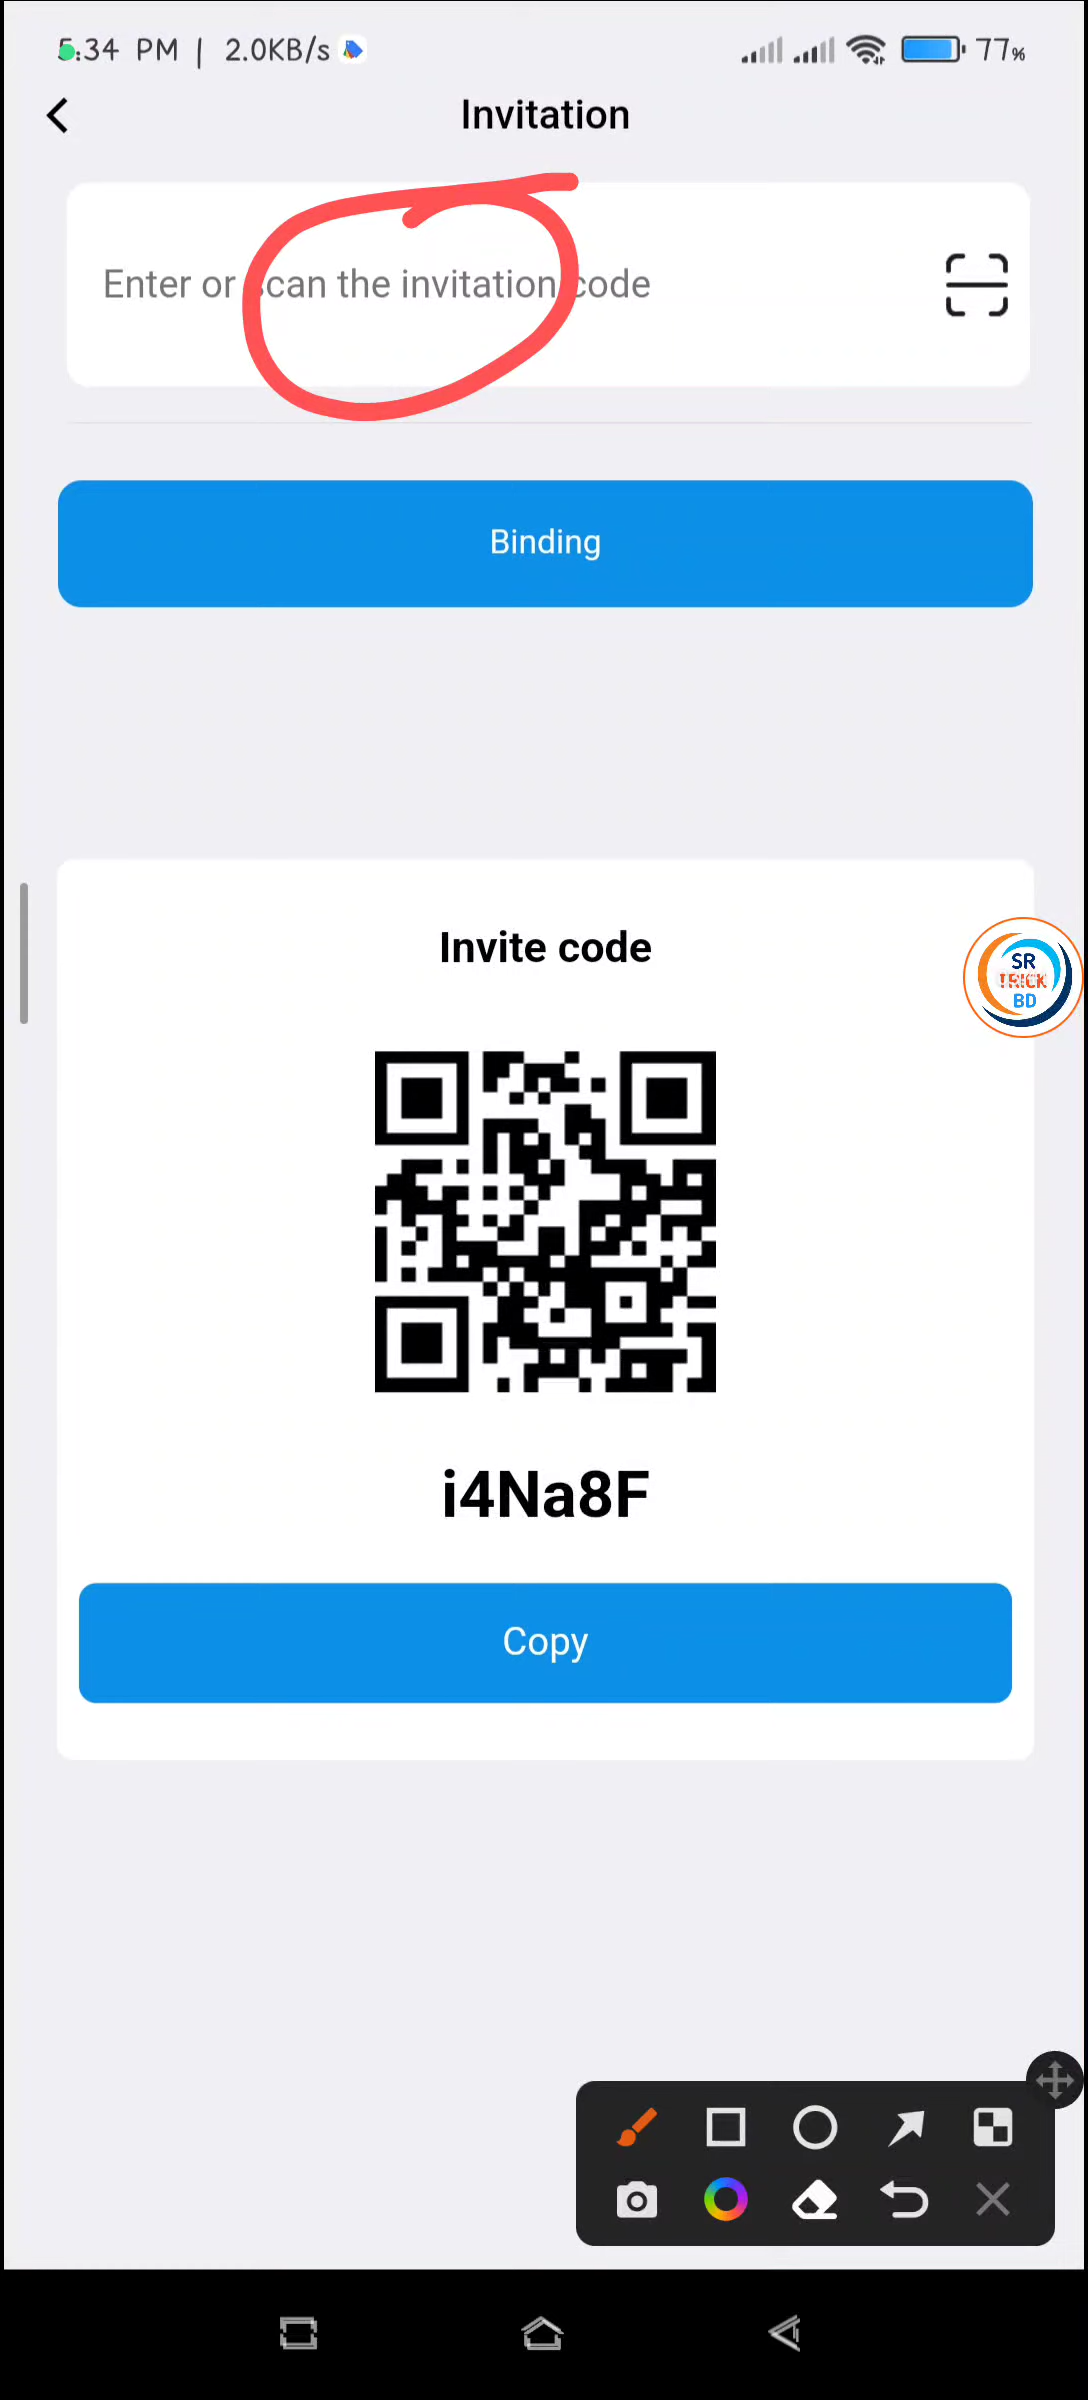 5:34 PM | 2.0KB/s 77%
Invitation
Enter or scan the invitation code
Binding
Invite code
SR
TRICK
BD
i4Na8F
Copy